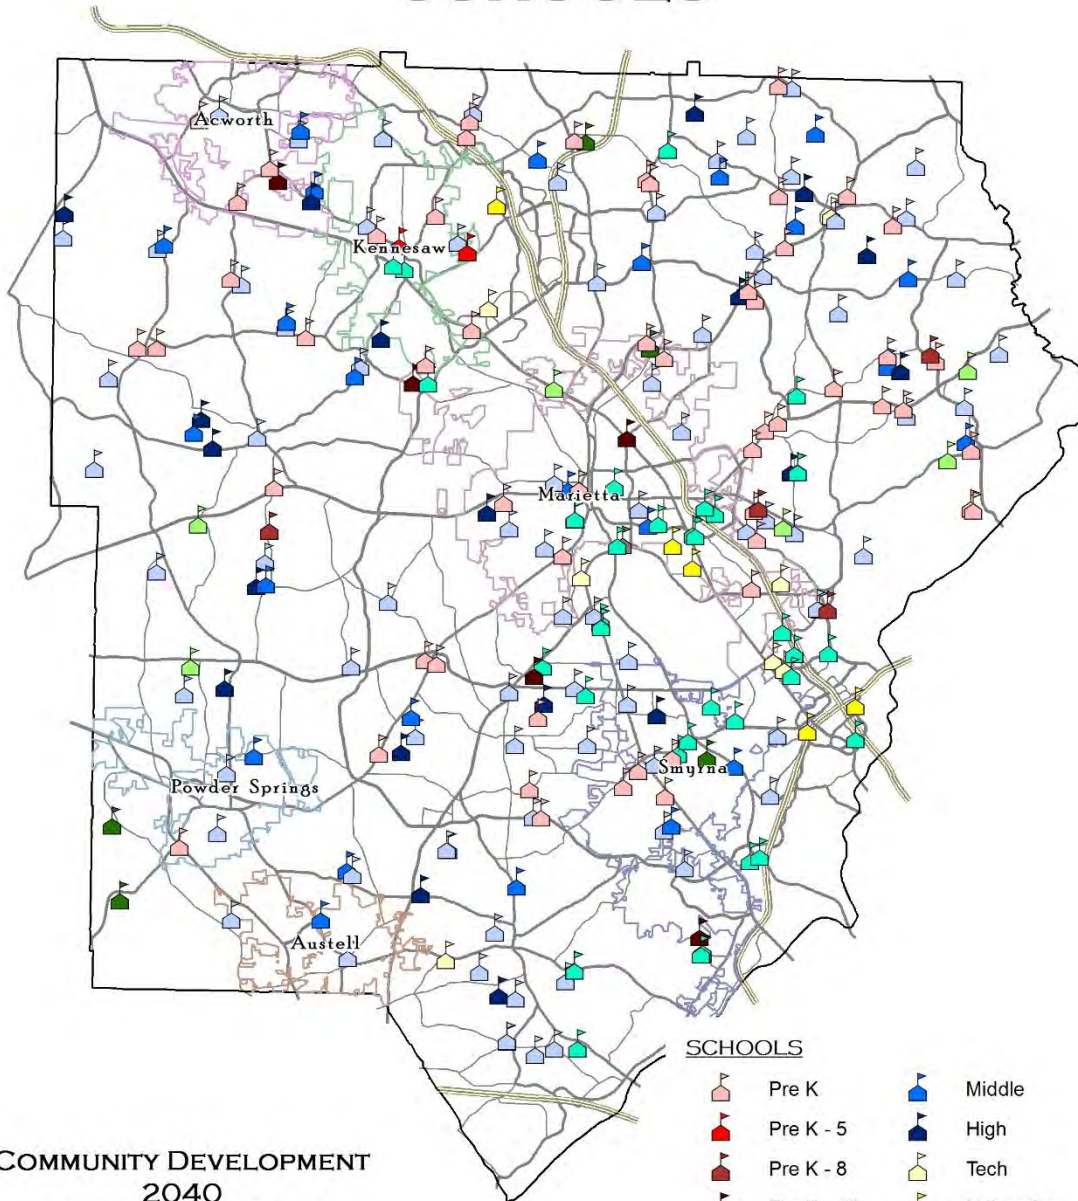 Acworth
Kennesaw
Marietta
Smyrna
Powder Springs
Austell
SCHOOLS
Pre K
Middle
Pre K - 5
High
Pre K - 8
Tech
COMMUNITY DEVELOPMENT
2040